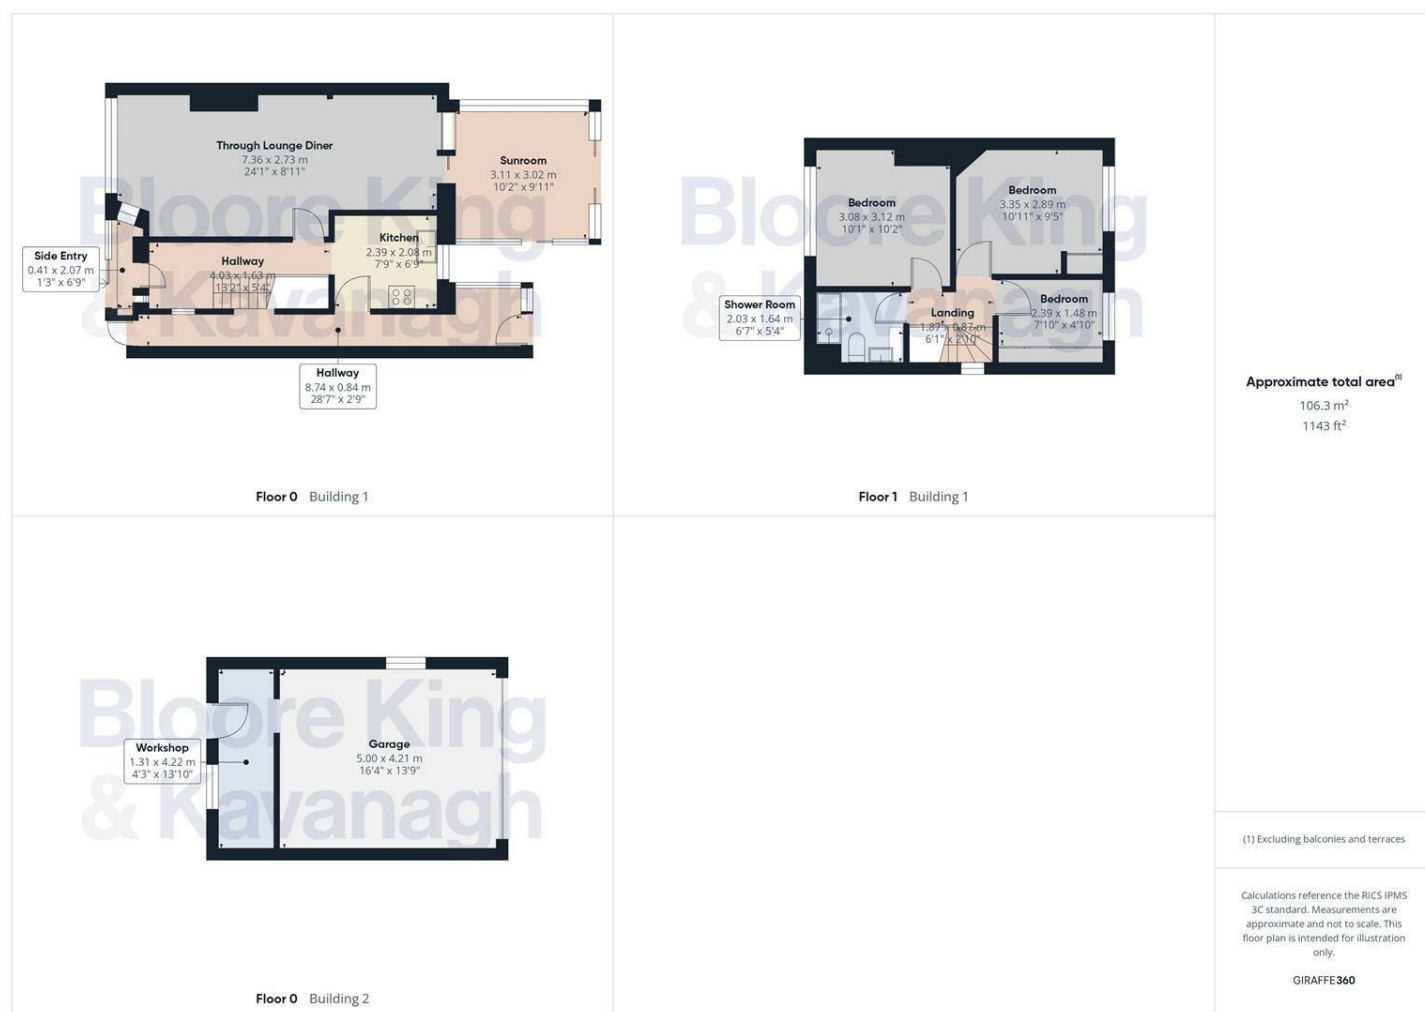 Through Lounge Diner
7.36 x 2.73 m
24'1" x 8'11"
Sunroom
3.11 x 3.02 m
10'2" x 9'11"
Kitchen
2.39 x 2.08 m
7'9" x 6'9"
Side Entry
0.41 x 2.07 m
1'3" x 6'9"
Hallway
4.03 x 1.63 m
13'2" x 5'4"
Hallway
8.74 x 0.84 m
28'7" x 2'9"
Bloore King
& Kavanagh
Floor 0 Building 1
Bedroom
3.08 x 3.12 m
10'1" x 10'2"
Bedroom
3.35 x 2.89 m
10'11" x 9'5"
Shower Room
2.03 x 1.64 m
6'7" x 5'4"
Landing
1.87 x 0.87 m
6'1" x 2'10"
Bedroom
2.39 x 1.48 m
7'10" x 4'10"
Bloore King
& Kavanagh
Floor 1 Building 1
Workshop
1.31 x 4.22 m
4'3" x 13'10"
Garage
5.00 x 4.21 m
16'4" x 13'9"
Bloore King
& Kavanagh
Floor 0 Building 2
Approximate total area(1)
106.3 m²
1143 ft²
(1) Excluding balconies and terraces
Calculations reference the RICS IPMS
3C standard. Measurements are
approximate and not to scale. This
floor plan is intended for illustration
only.
GIRAFFE360